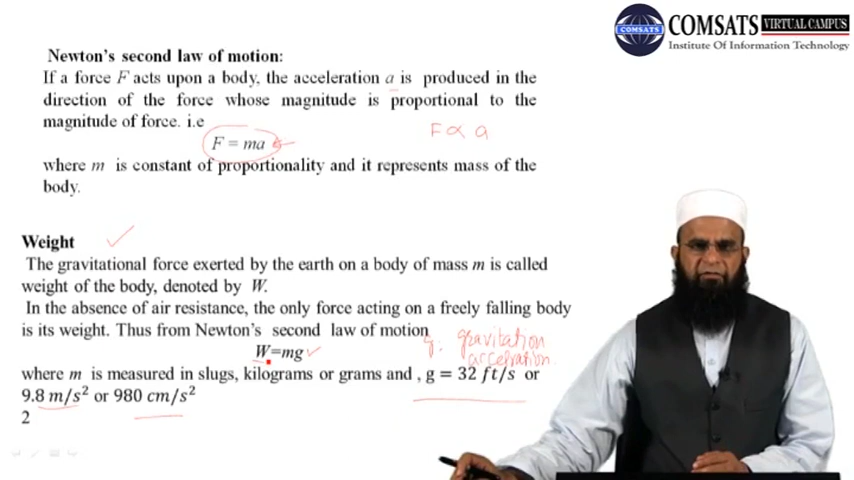 COMSATS VIRTUAL CAMPUS
Institute Of Information Technology
COMSATS
Newton's second law of motion:
If a force F acts upon a body, the acceleration a is produced in the
direction of the force whose magnitude is proportional to the
magnitude of force. i.e
F ∝ a
F = ma
where m is constant of proportionality and it represents mass of the
body.
Weight
The gravitational force exerted by the earth on a body of mass m is called
weight of the body, denoted by W.
In the absence of air resistance, the only force acting on a freely falling body
is its weight. Thus from Newton's second law of motion
g. gravitation
W=mg
accelration.
where m is measured in slugs, kilograms or grams and , g = 32 ft/s or
9.8 m/s² or 980 cm/s²
2